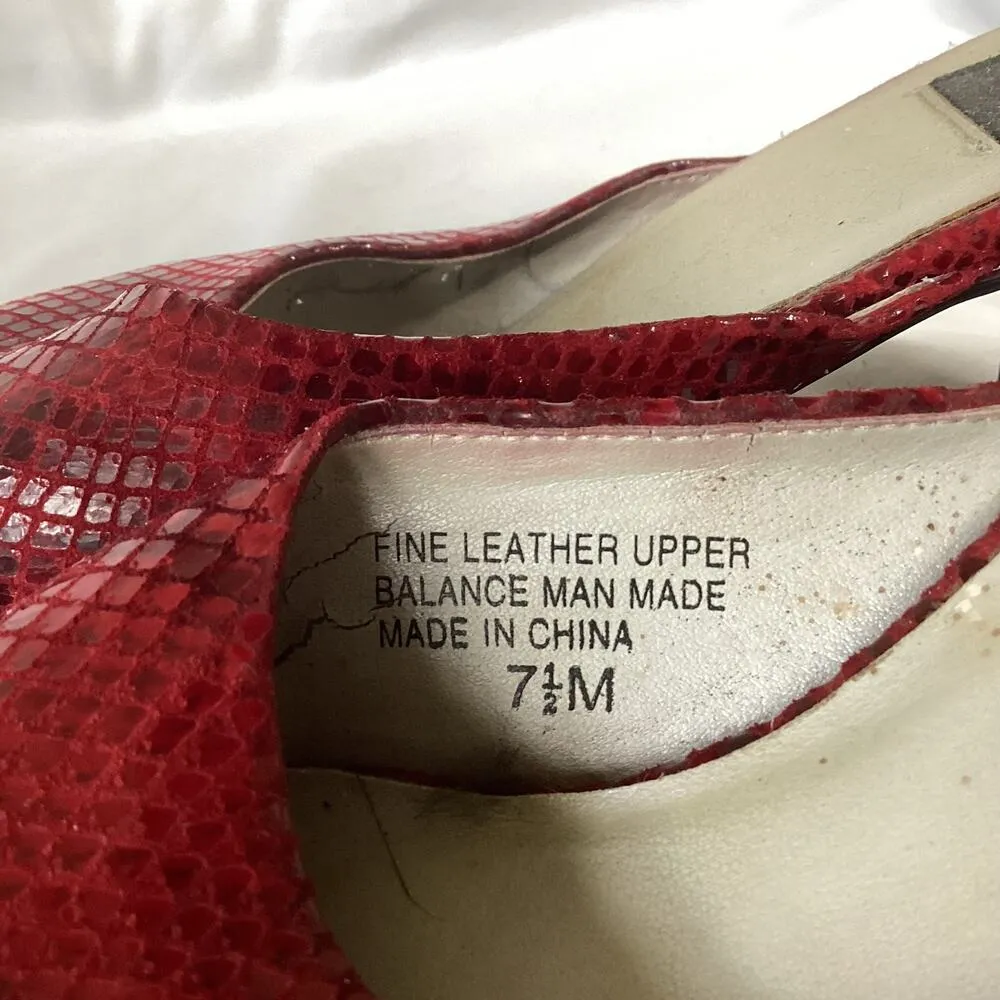 FINE LEATHER UPPER
BALANCE MAN MADE
MADE IN CHINA
7½M